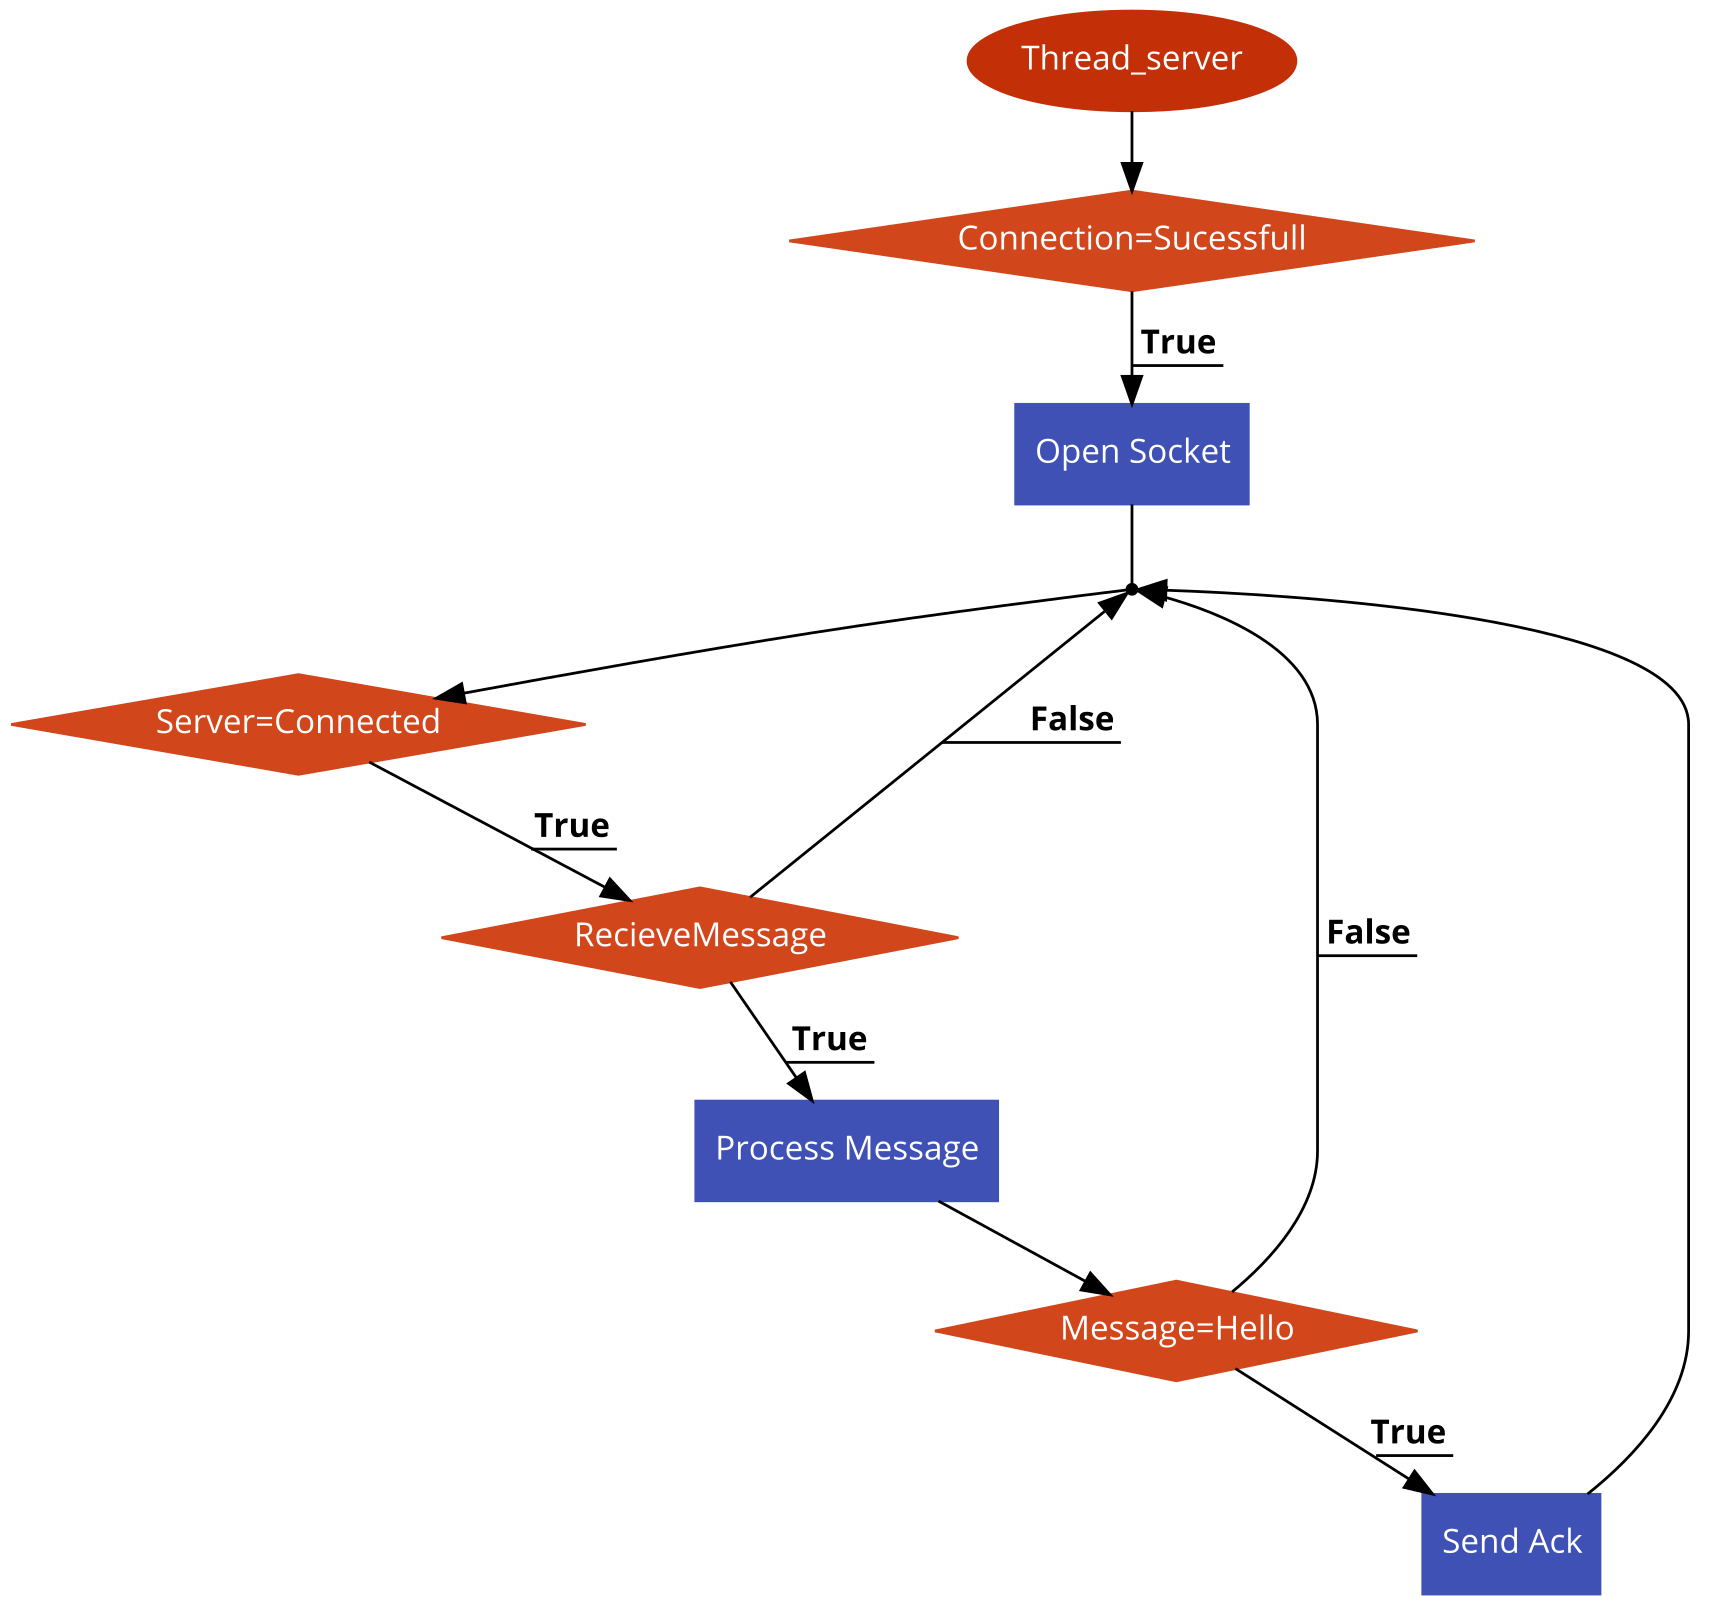 Thread_server
Connection=Sucessfull
True
Open Socket
Server=Connected
False
True
RecieveMessage
False
True
Process Message
Message=Hello
True
Send Ack